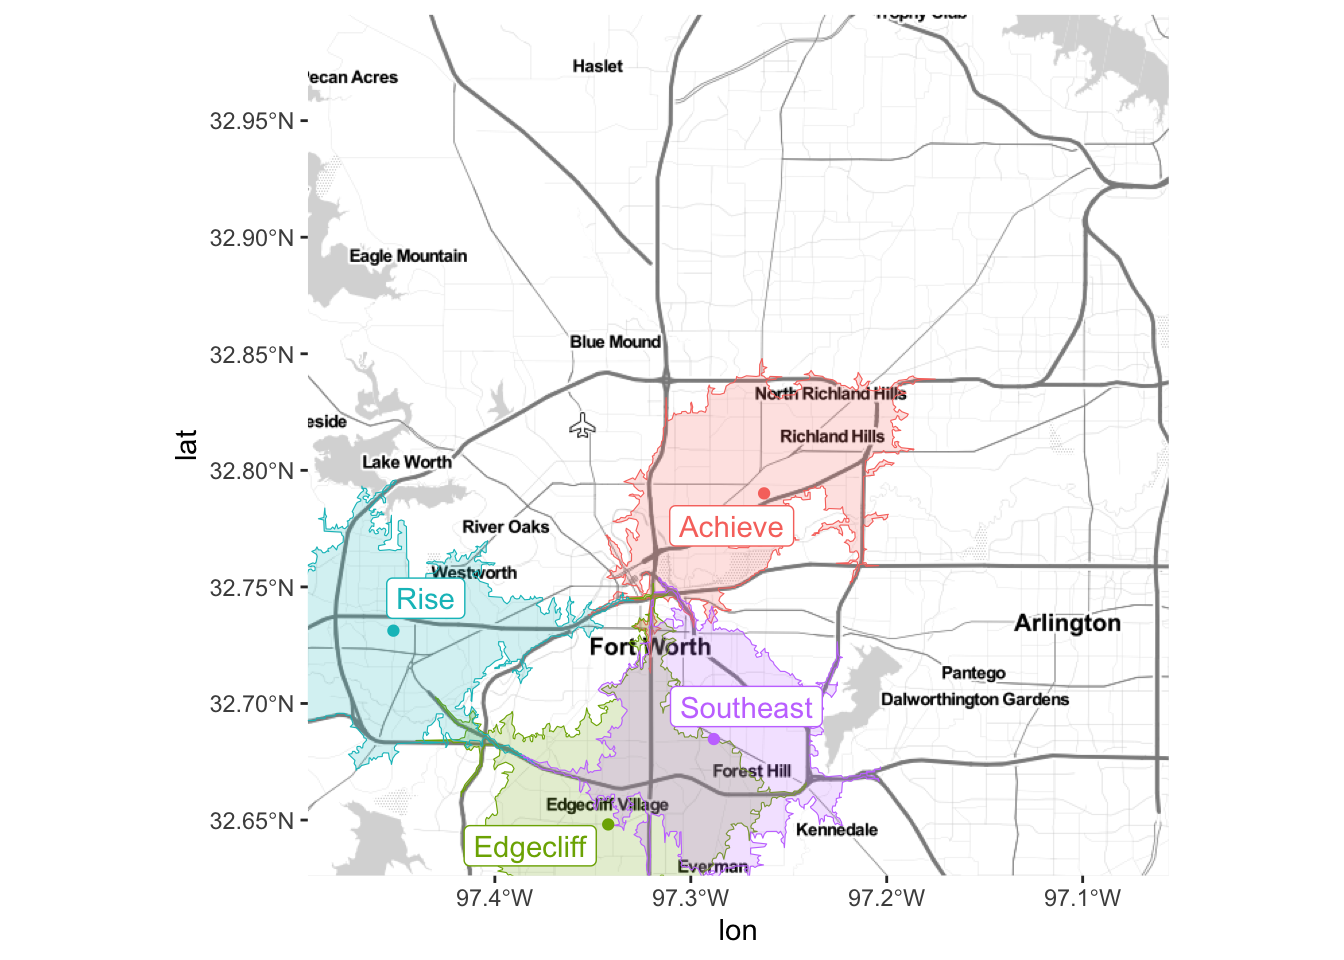 Haslet
ecan Acres
32.95°N
32.90°N
Eagle Mountain
32.85°N
Blue Mound
North Richland Hills
eside
Richland Hills
lat
Lake Worth
32.80°N
Achieve
River Oaks
Westworth
32.75°N
Rise
Arlington
Fort Worth
Pantego
32.70°N
Dalworthington Gardens
Southeast
Forest Hill
Edgecliff Village
32.65°N
Kennedale
Edgecliff
Everman
97.4°W
97.3°W
97.2°W
97.1°W
lon